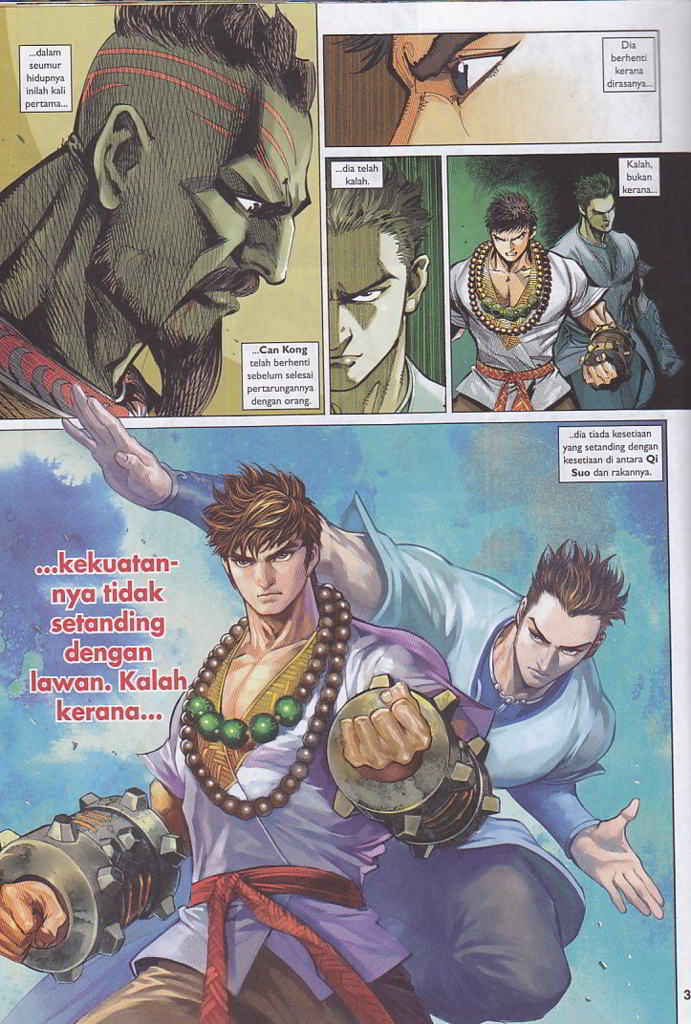 ...dalam
seumur
hidupnya
inilah kali
pertama...
...Can Kong
telah berhenti
sebelum selesai
pertarungannya
dengan orang.
Dia
berhenti
kerana
dirasanya...
...dia telah
kalah.
Kalah,
bukan
kerana...
...kekuatan-
nya tidak
setanding
dengan
lawan. Kalah
kerana...
..dia tiada kesetiaan
yang setanding dengan
kesetiaan di antara Qi
Suo dan rakannya.
3